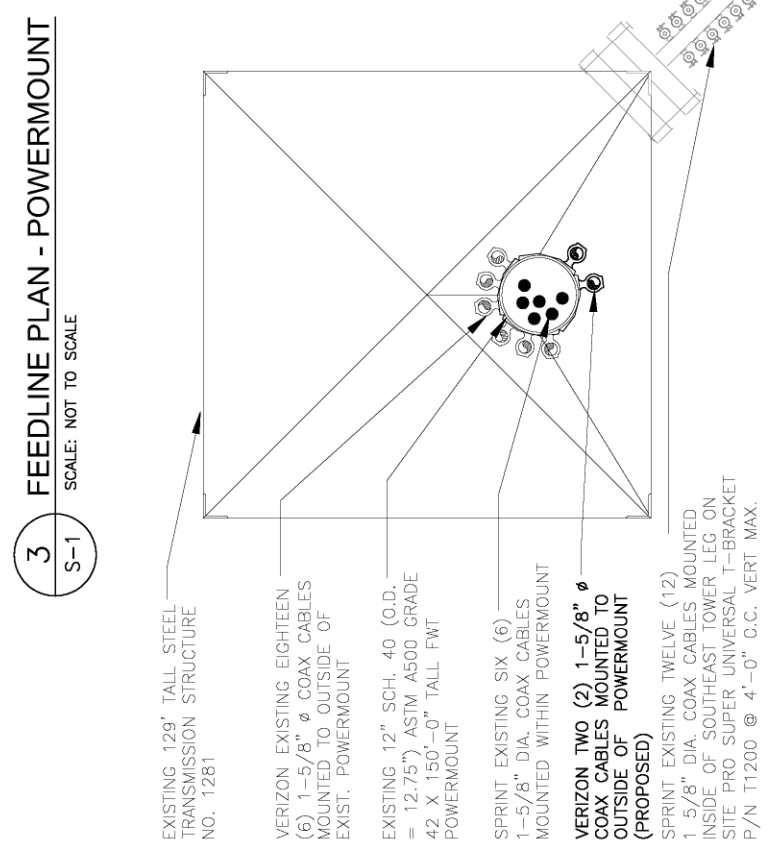 3
S-1
FEEDLINE PLAN - POWERMOUNT
SCALE: NOT TO SCALE
EXISTING 129' TALL STEEL
TRANSMISSION STRUCTURE
NO. 1281
VERIZON EXISTING EIGHTEEN
(6) 1-5/8" ø COAX CABLES
MOUNTED TO OUTSIDE OF
EXIST. POWERMOUNT
EXISTING 12" SCH. 40 (O.D.
= 12.75") ASTM A500 GRADE
42 X 150'-0" TALL FWT
POWERMOUNT
SPRINT EXISTING SIX (6)
1-5/8" DIA. COAX CABLES
MOUNTED WITHIN POWERMOUNT
VERIZON TWO (2) 1-5/8" ø
COAX CABLES MOUNTED TO
OUTSIDE OF POWERMOUNT
(PROPOSED)
SPRINT EXISTING TWELVE (12)
1 5/8" DIA. COAX CABLES MOUNTED
INSIDE OF SOUTHEAST TOWER LEG ON
SITE PRO SUPER UNIVERSAL T-BRACKET
P/N T1200 @ 4'-0" C.C. VERT MAX.